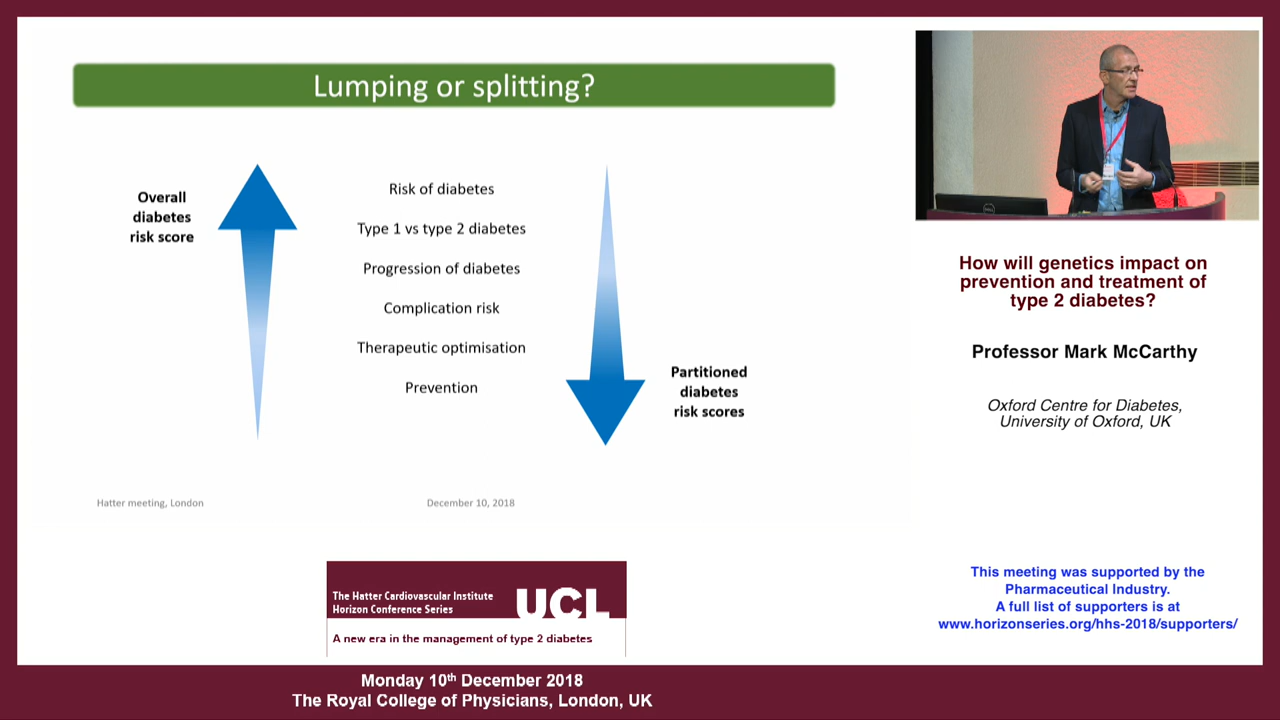 Lumping or splitting?
Overall
diabetes
risk score
Risk of diabetes
Type 1 vs type 2 diabetes
Progression of diabetes
Complication risk
Therapeutic optimisation
Prevention
Partitioned
diabetes
risk scores
Hatter meeting, London
December 10, 2018
DELL
How will genetics impact on
prevention and treatment of
type 2 diabetes?
Professor Mark McCarthy
Oxford Centre for Diabetes,
University of Oxford, UK
This meeting was supported by the
Pharmaceutical Industry.
A full list of supporters is at
www.horizonseries.org/hhs-2018/supporters/
The Hatter Cardiovascular Institute
Horizon Conference Series
UCL
A new era in the management of type 2 diabetes
Monday 10th December 2018
The Royal College of Physicians, London, UK